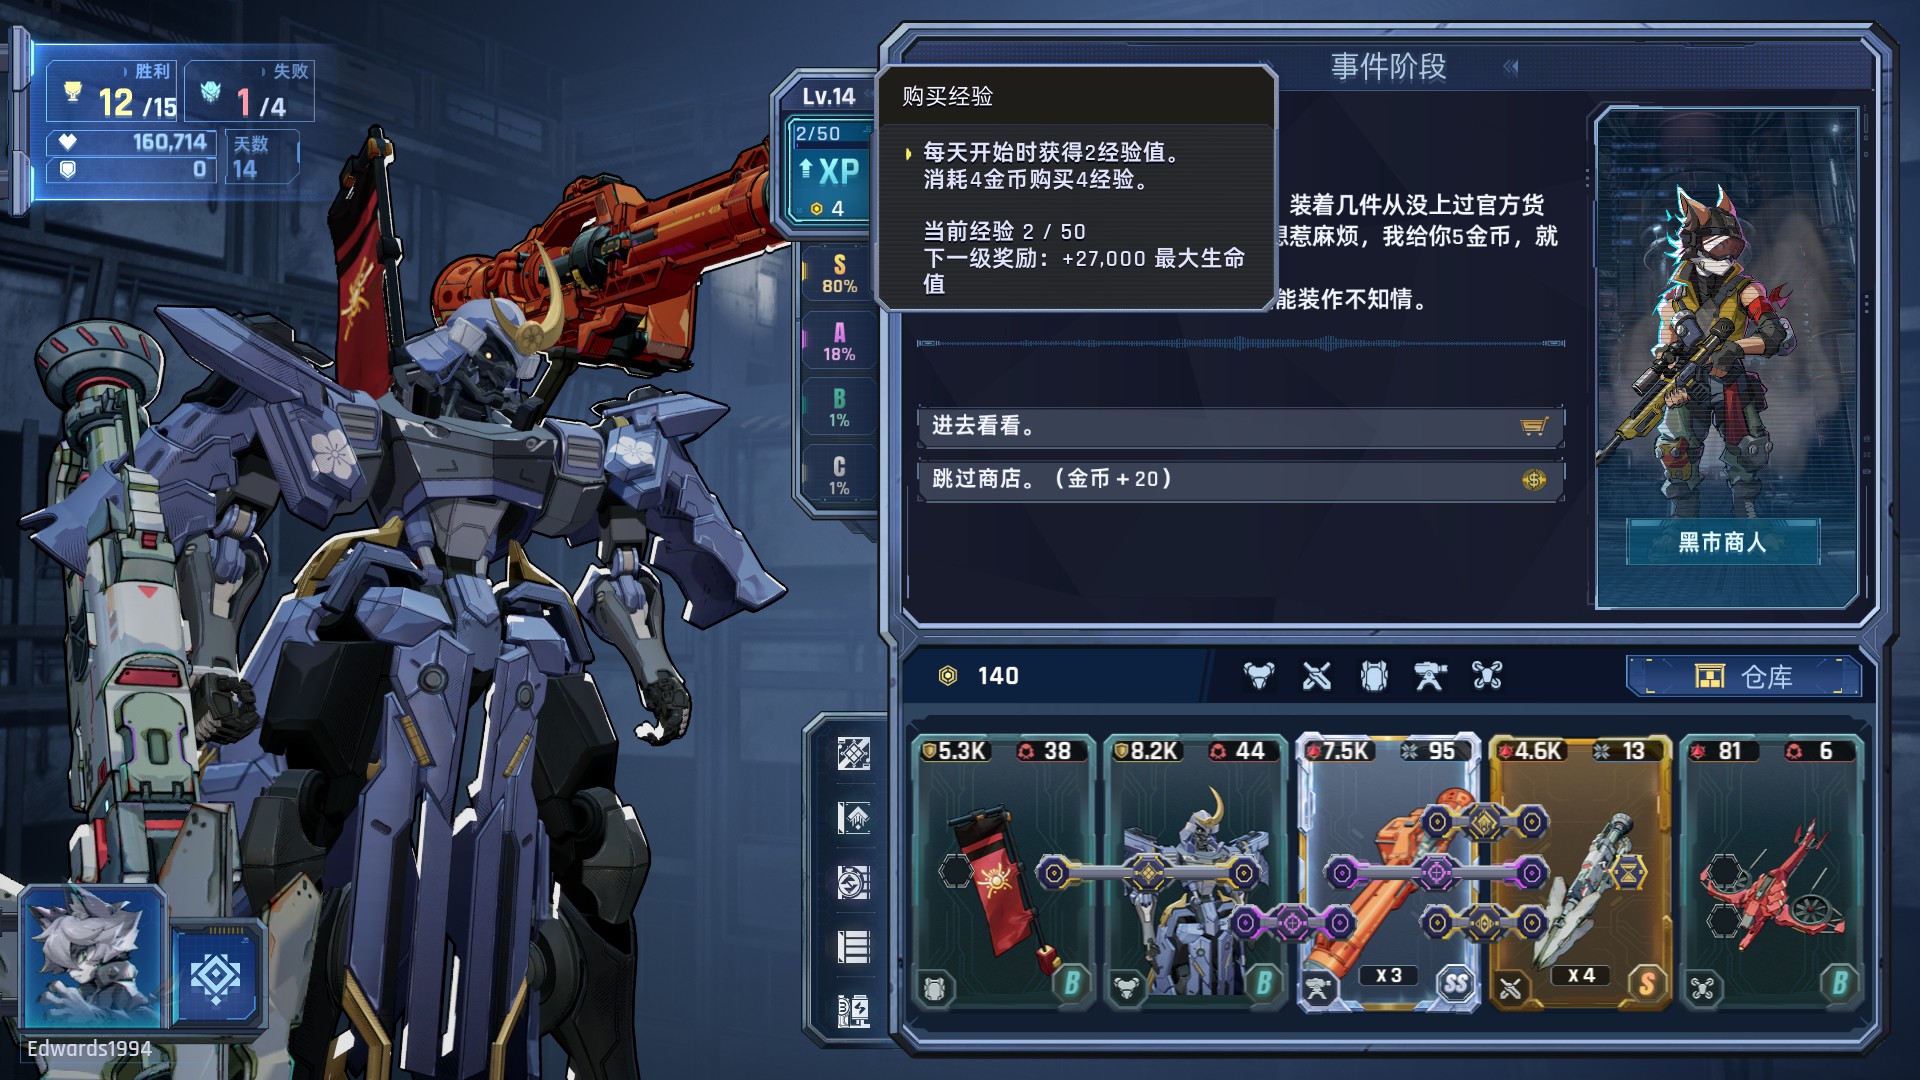 胜利
12 /15
失败
1 /4
160,714
0
天数
14
Lv.14
2/50
XP
4
S
80%
A
18%
B
1%
C
1%
购买经验
每天开始时获得2经验值。
消耗4金币购买4经验。
当前经验 2 / 50
下一级奖励：+27,000 最大生命
值
事件阶段
装着几件从没上过官方货
惹麻烦，我给你5金币，就
能装作不知情。
进去看看。
跳过商店。（金币+20）
黑市商人
140
仓库
5.3K
38
B
8.2K
44
B
7.5K
95
x3
SS
4.6K
13
x4
S
81
6
B
Edwards1994